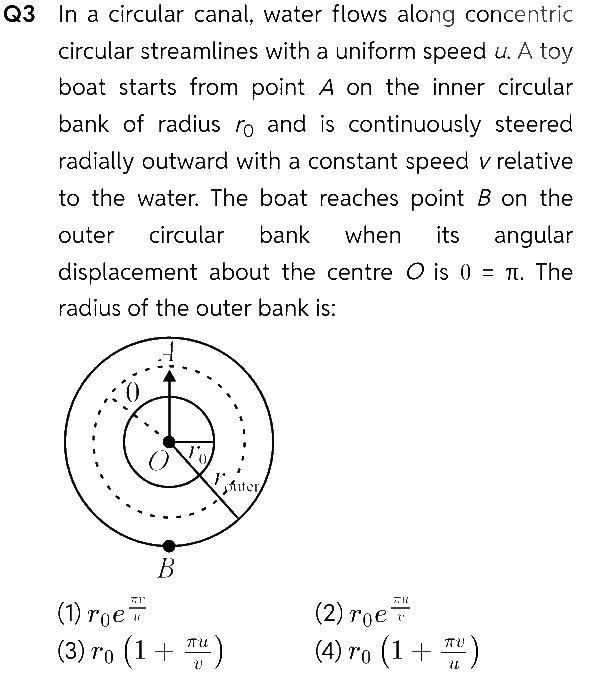 Q3 In a circular canal, water flows along concentric
circular streamlines with a uniform speed u. A toy
boat starts from point A on the inner circular
bank of radius r₀ and is continuously steered
radially outward with a constant speed v relative
to the water. The boat reaches point B on the
outer circular bank when its angular
displacement about the centre O is 0 = π. The
radius of the outer bank is:
A
0
O r₀
r outer
B
(1) r₀e^(πv/u) (2) r₀e^(πu/v)
(3) r₀ (1 + πu/v) (4) r₀ (1 + πv/u)